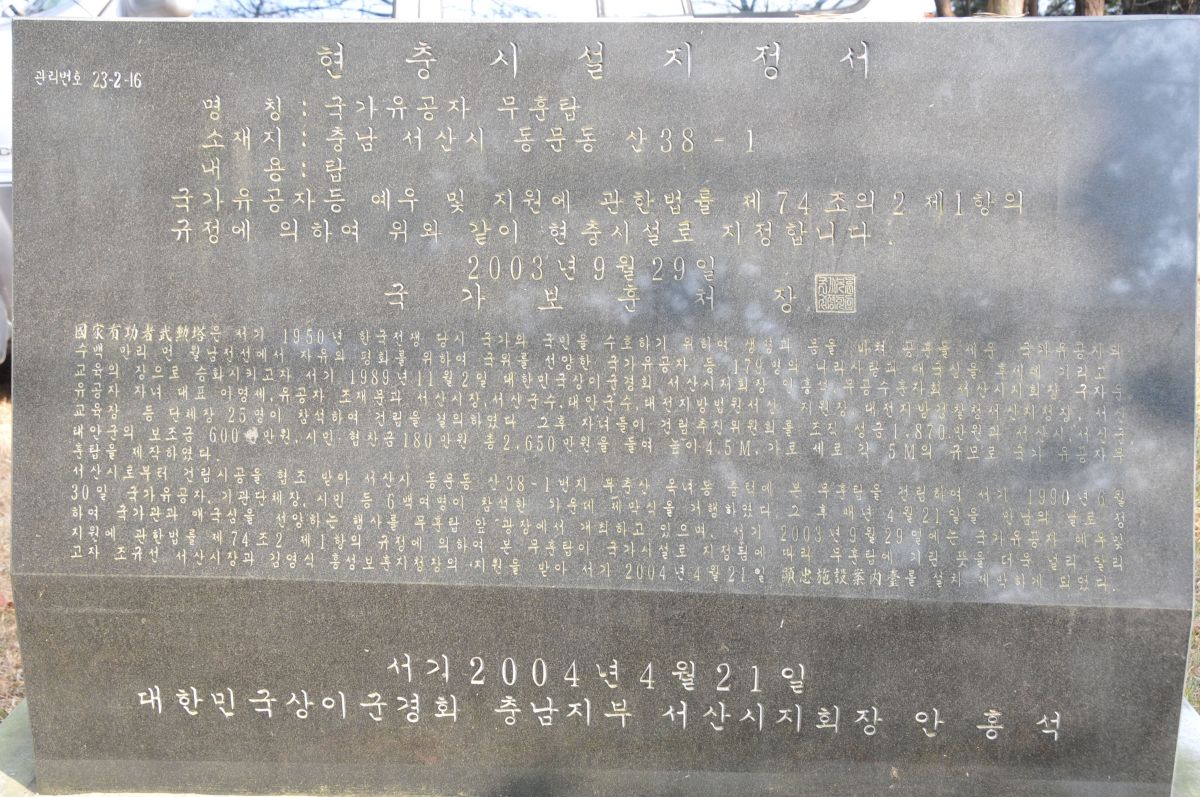 현충시설지정서
관리번호 23-2-16
명 칭 : 국가유공자 무훈탑
소재지 : 충남 서산시 동문동 산38-1
내 용 : 탑
국가유공자등 예우 및 지원에 관한법률 제74조의2 제1항의
규정에 의하여 위와 같이 현충시설로 지정합니다.
2003년9월29일
국가보훈처장
國家有功者武勳塔은 서기 1950년 한국전쟁 당시 국가와 국민을 수호하기 위하여 생명과 몸을 바쳐 공훈을 세운 국가유공자와
수백 만리 먼 월남전선에서 자유와 평화를 위하여 국위를 선양한 국가유공자 등 179명의 나라사랑과 애국심을 후세에 기리고
교육의 장으로 승화시키고자 서기 1989년11월2일 대한민국상이군경회 서산시지회장 안홍석 무공수훈자회 서산시지회장
유공자 자녀 대표 이명세, 유공자 조재문과 서산시장, 서산군수, 태안군수, 대전지방법원서산 지원장, 대전지방검찰청서산지청장, 서산
교육장 등 단체장 25명이 참석하여 건립을 결의하였다 그후 자녀들이 건립추진위원회를 조직 성금1,870만원과 서산시, 서산군,
태안군의 보조금 600만원, 시민 협찬금180만원 총2,650만원을 들여 높이4.5M, 가로 세로 각 5M의 규모로 국가 유공자무
훈탑을 제작하였다.
서산시로부터 건립시공을 협조 받아 서산시 동문동 산38-1번지 부춘산 옥녀봉 중턱에 본 무훈탑을 건립하여 서기 1990년6월
30일 국가유공자, 기관단체장, 시민 등 6백여명이 참석한 가운데 제막식을 거행하였다 그후 매년 4월21일을 만남의 날로 정
하여 국가관과 애국심을 선양하는 행사를 무훈탑 앞 광장에서 개최하고 있으며, 서기 2003년9월29일에는 국가유공자 예우및
지원에 관한법률 제74조2 제1항의 규정에 의하여 본 무훈탑이 국가시설로 지정됨에 따라 무훈탑에 기린 뜻을 더욱 널리 알리
고자 조규선 서산시장과 김영식 홍성보훈지청장의 지원을 받아 서기 2004년4월21일 顯忠施設案內臺를 설치 제막하게 되었다.
서기 2004년4월21일
대한민국상이군경회 충남지부 서산시지회장 안홍석